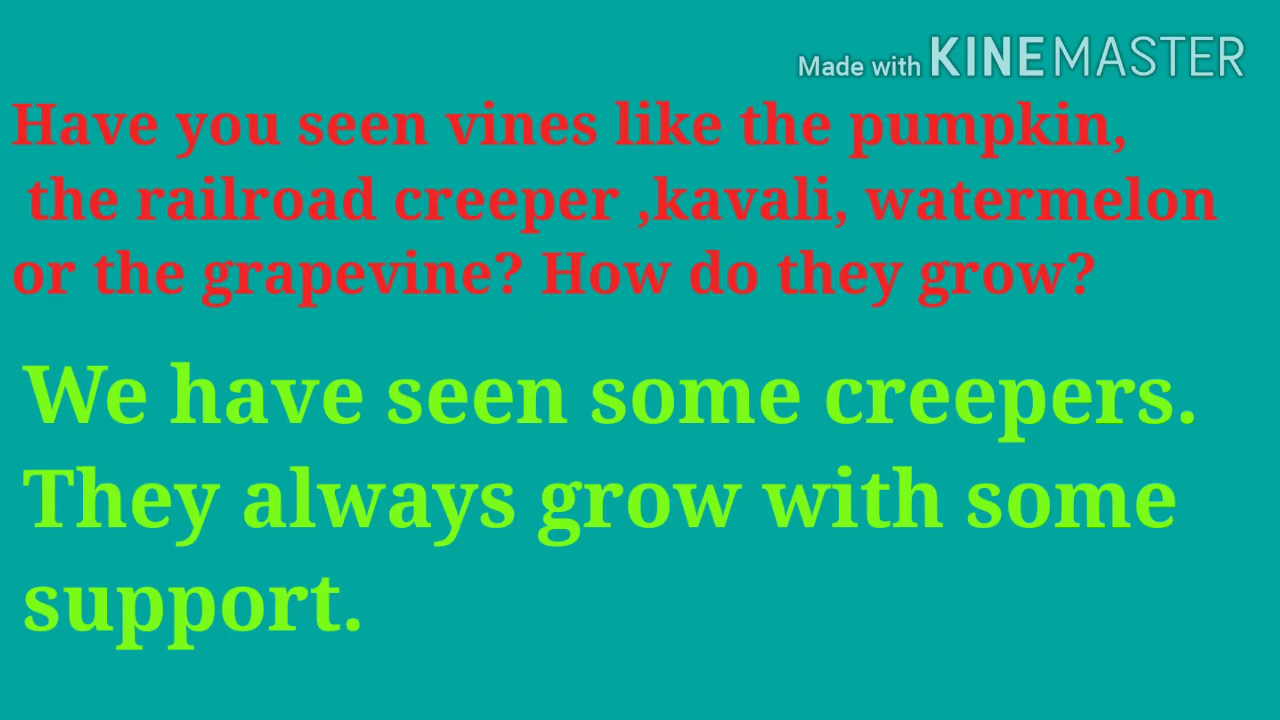 Made with KINEMASTER
Have you seen vines like the pumpkin,
the railroad creeper ,kavali, watermelon
or the grapevine? How do they grow?
We have seen some creepers.
They always grow with some
support.